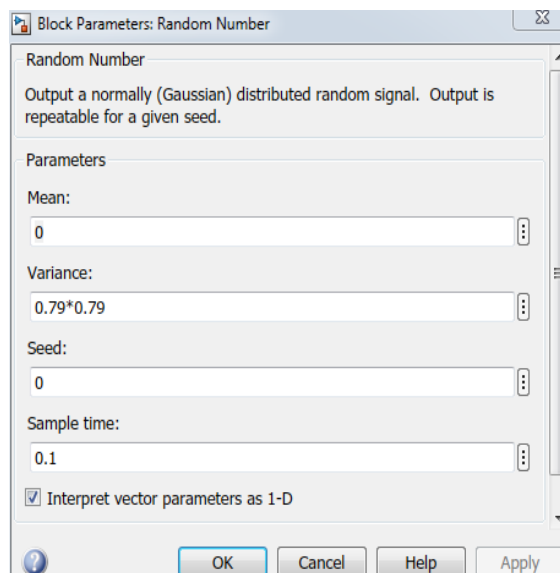 Block Parameters: Random Number
Random Number
Output a normally (Gaussian) distributed random signal.  Output is
repeatable for a given seed.
Parameters
Mean:
0
Variance:
0.79*0.79
Seed:
0
Sample time:
0.1
Interpret vector parameters as 1-D
OK Cancel Help Apply